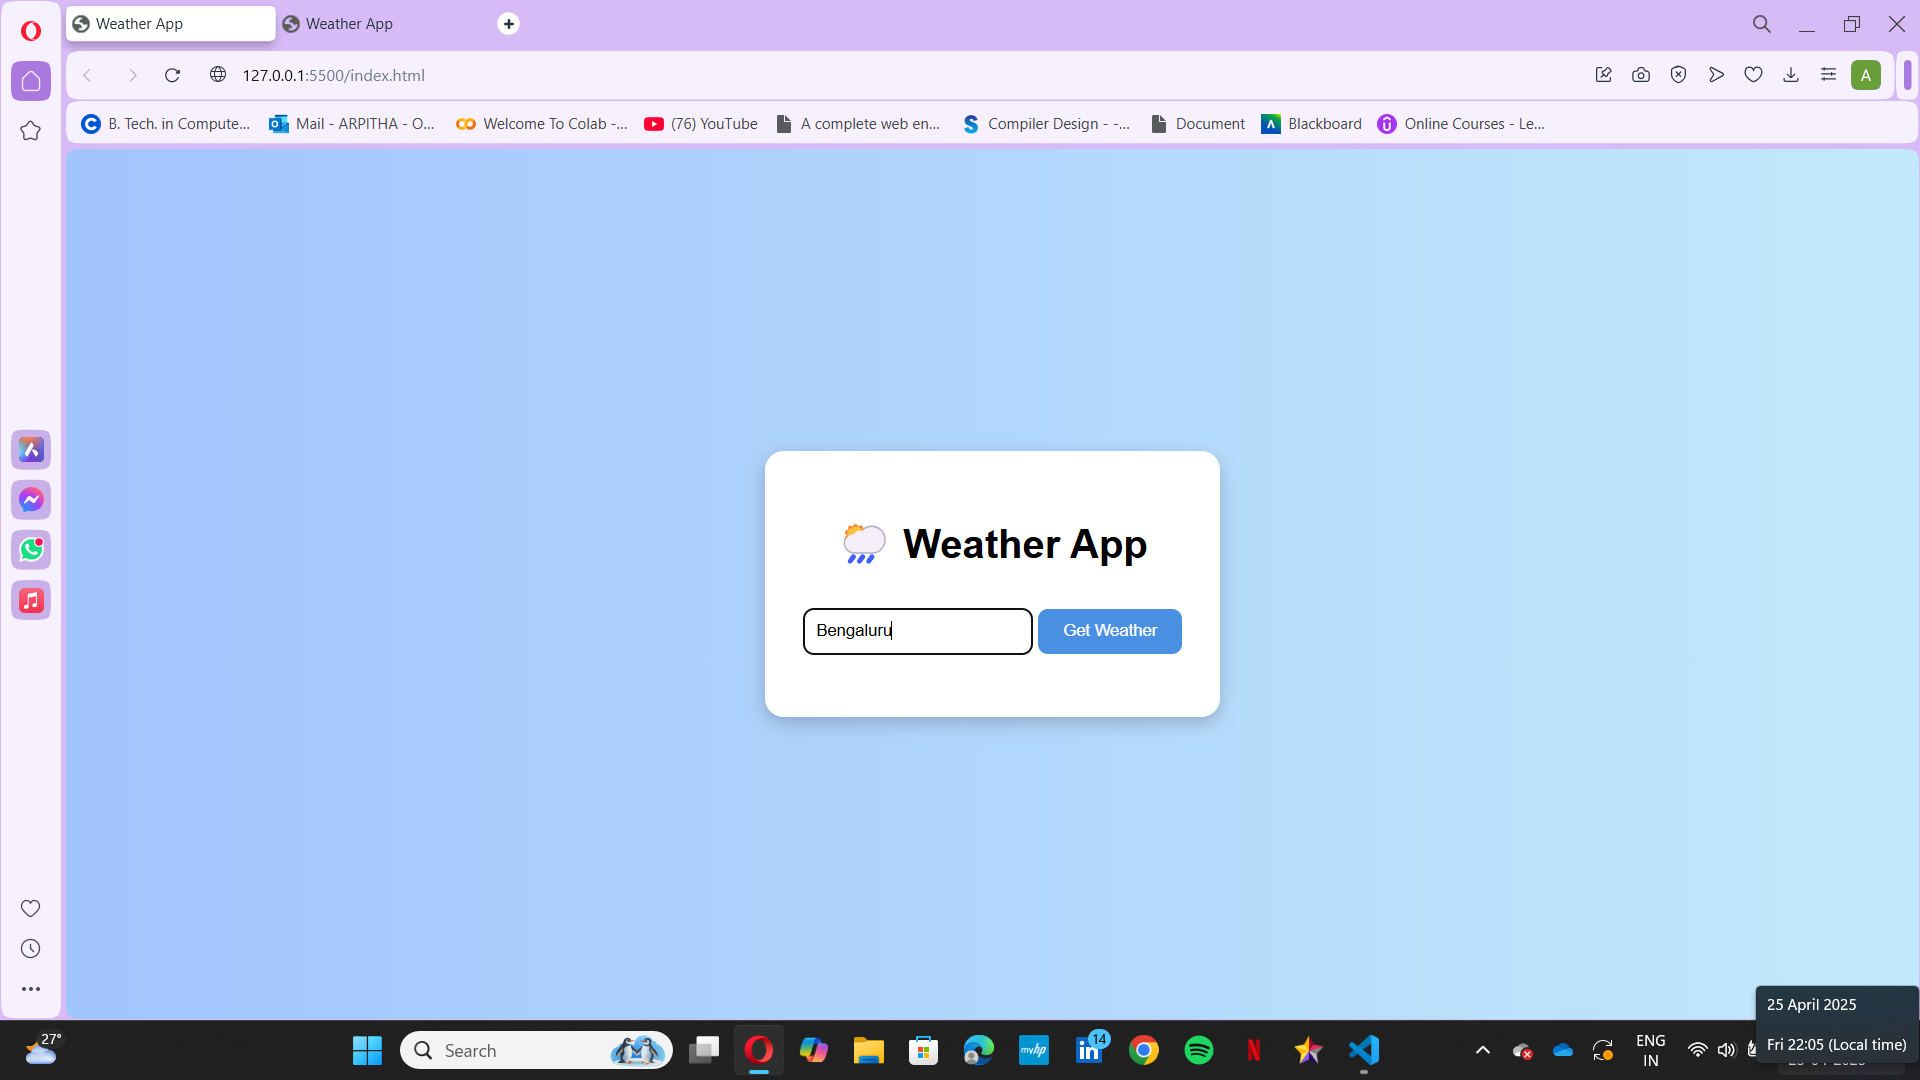 Weather App
Weather App
127.0.0.1:5500/index.html
A
B. Tech. in Compute...
Mail - ARPITHA - O...
Welcome To Colab -...
(76) YouTube
A complete web en...
Compiler Design - -...
Document
Blackboard
Online Courses - Le...
Weather App
Bengaluru
Get Weather
25 April 2025
Fri 22:05 (Local time)
27°
Search
myhp
in
14
N
ENG
IN